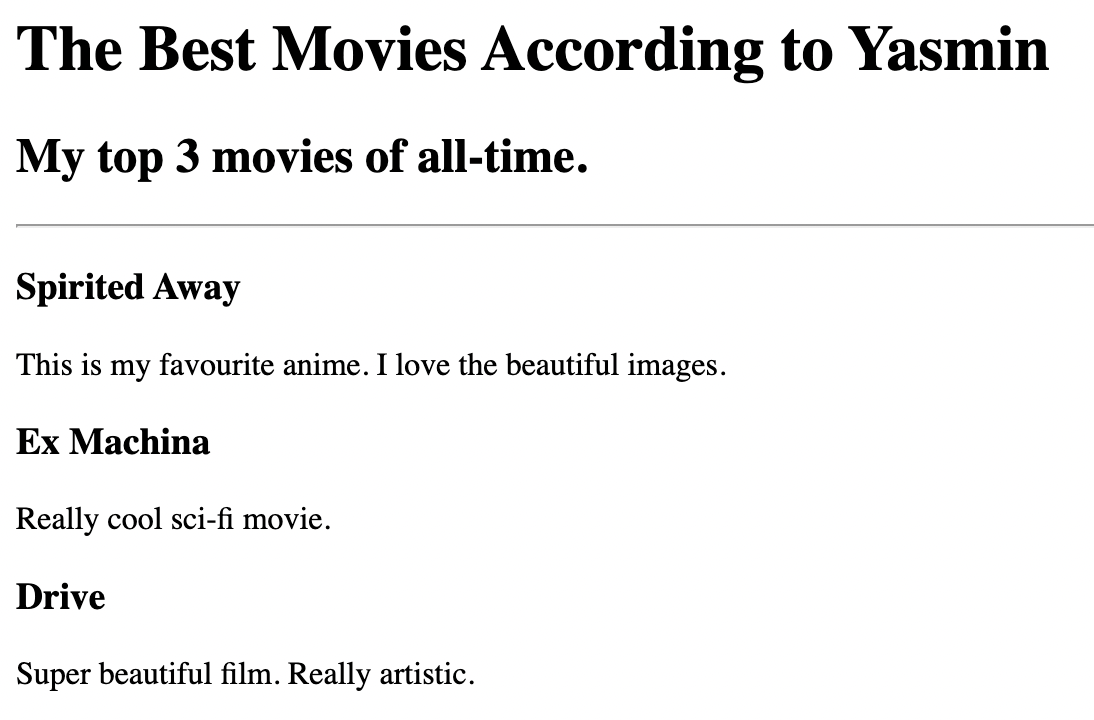 The Best Movies According to Yasmin
My top 3 movies of all-time.
Spirited Away
This is my favourite anime. I love the beautiful images.
Ex Machina
Really cool sci-fi movie.
Drive
Super beautiful film. Really artistic.